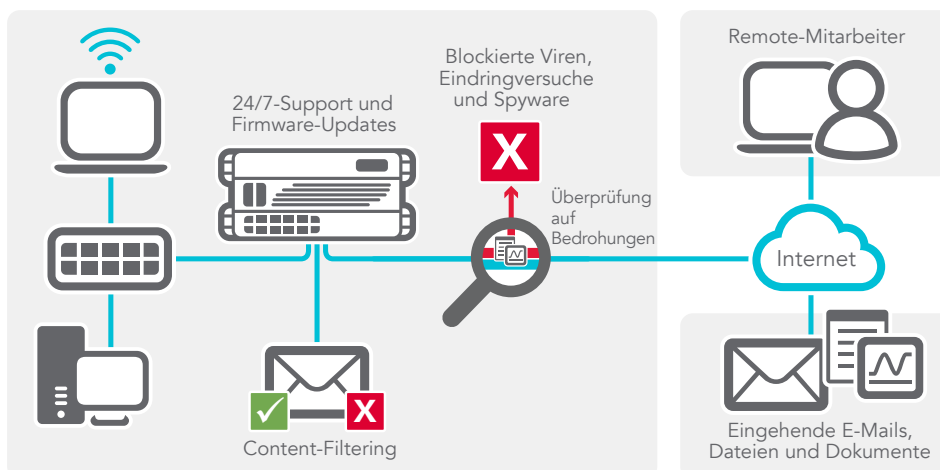 24/7-Support und
Firmware-Updates
Blockierte Viren,
Eindringversuche
und Spyware
X
Überprüfung
auf
Bedrohungen
X
Content-Filtering
Remote-Mitarbeiter
Internet
Eingehende E-Mails,
Dateien und Dokumente